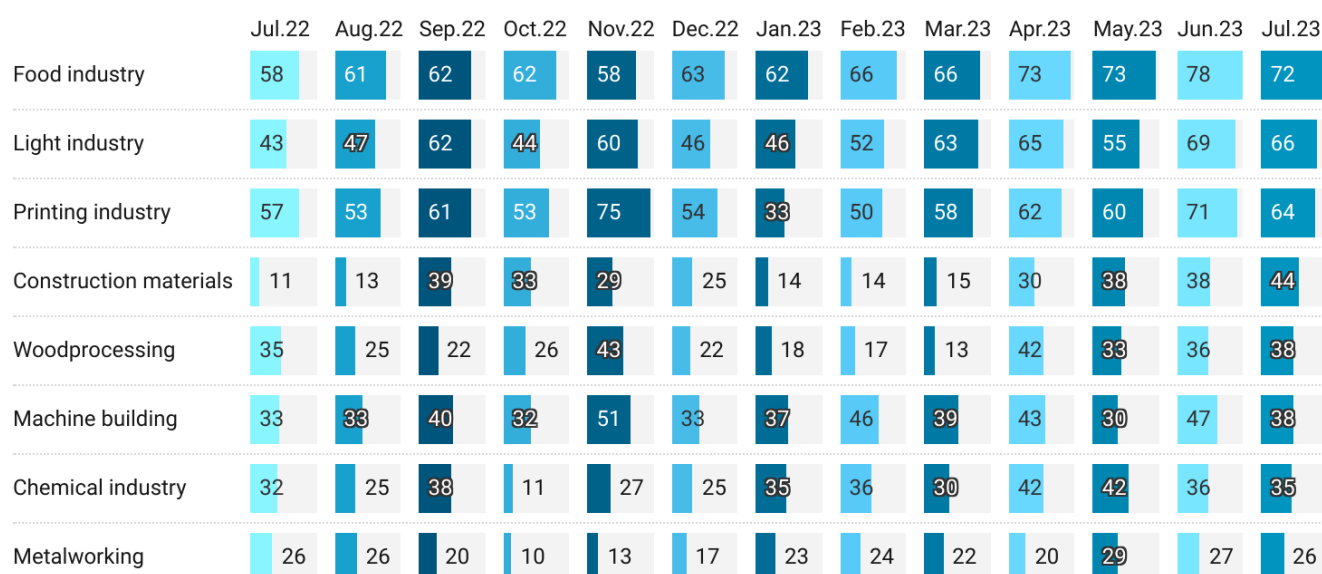 Jul.22 Aug.22 Sep.22 Oct.22 Nov.22 Dec.22 Jan.23 Feb.23 Mar.23 Apr.23 May.23 Jun.23 Jul.23
Food industry 58 61 62 62 58 63 62 66 66 73 73 78 72
Light industry 43 47 62 44 60 46 46 52 63 65 55 69 66
Printing industry 57 53 61 53 75 54 33 50 58 62 60 71 64
Construction materials 11 13 39 33 29 25 14 14 15 30 38 38 44
Woodprocessing 35 25 22 26 43 22 18 17 13 42 33 36 38
Machine building 33 33 40 32 51 33 37 46 39 43 30 47 38
Chemical industry 32 25 38 11 27 25 35 36 30 42 42 36 35
Metalworking 26 26 20 10 13 17 23 24 22 20 29 27 26